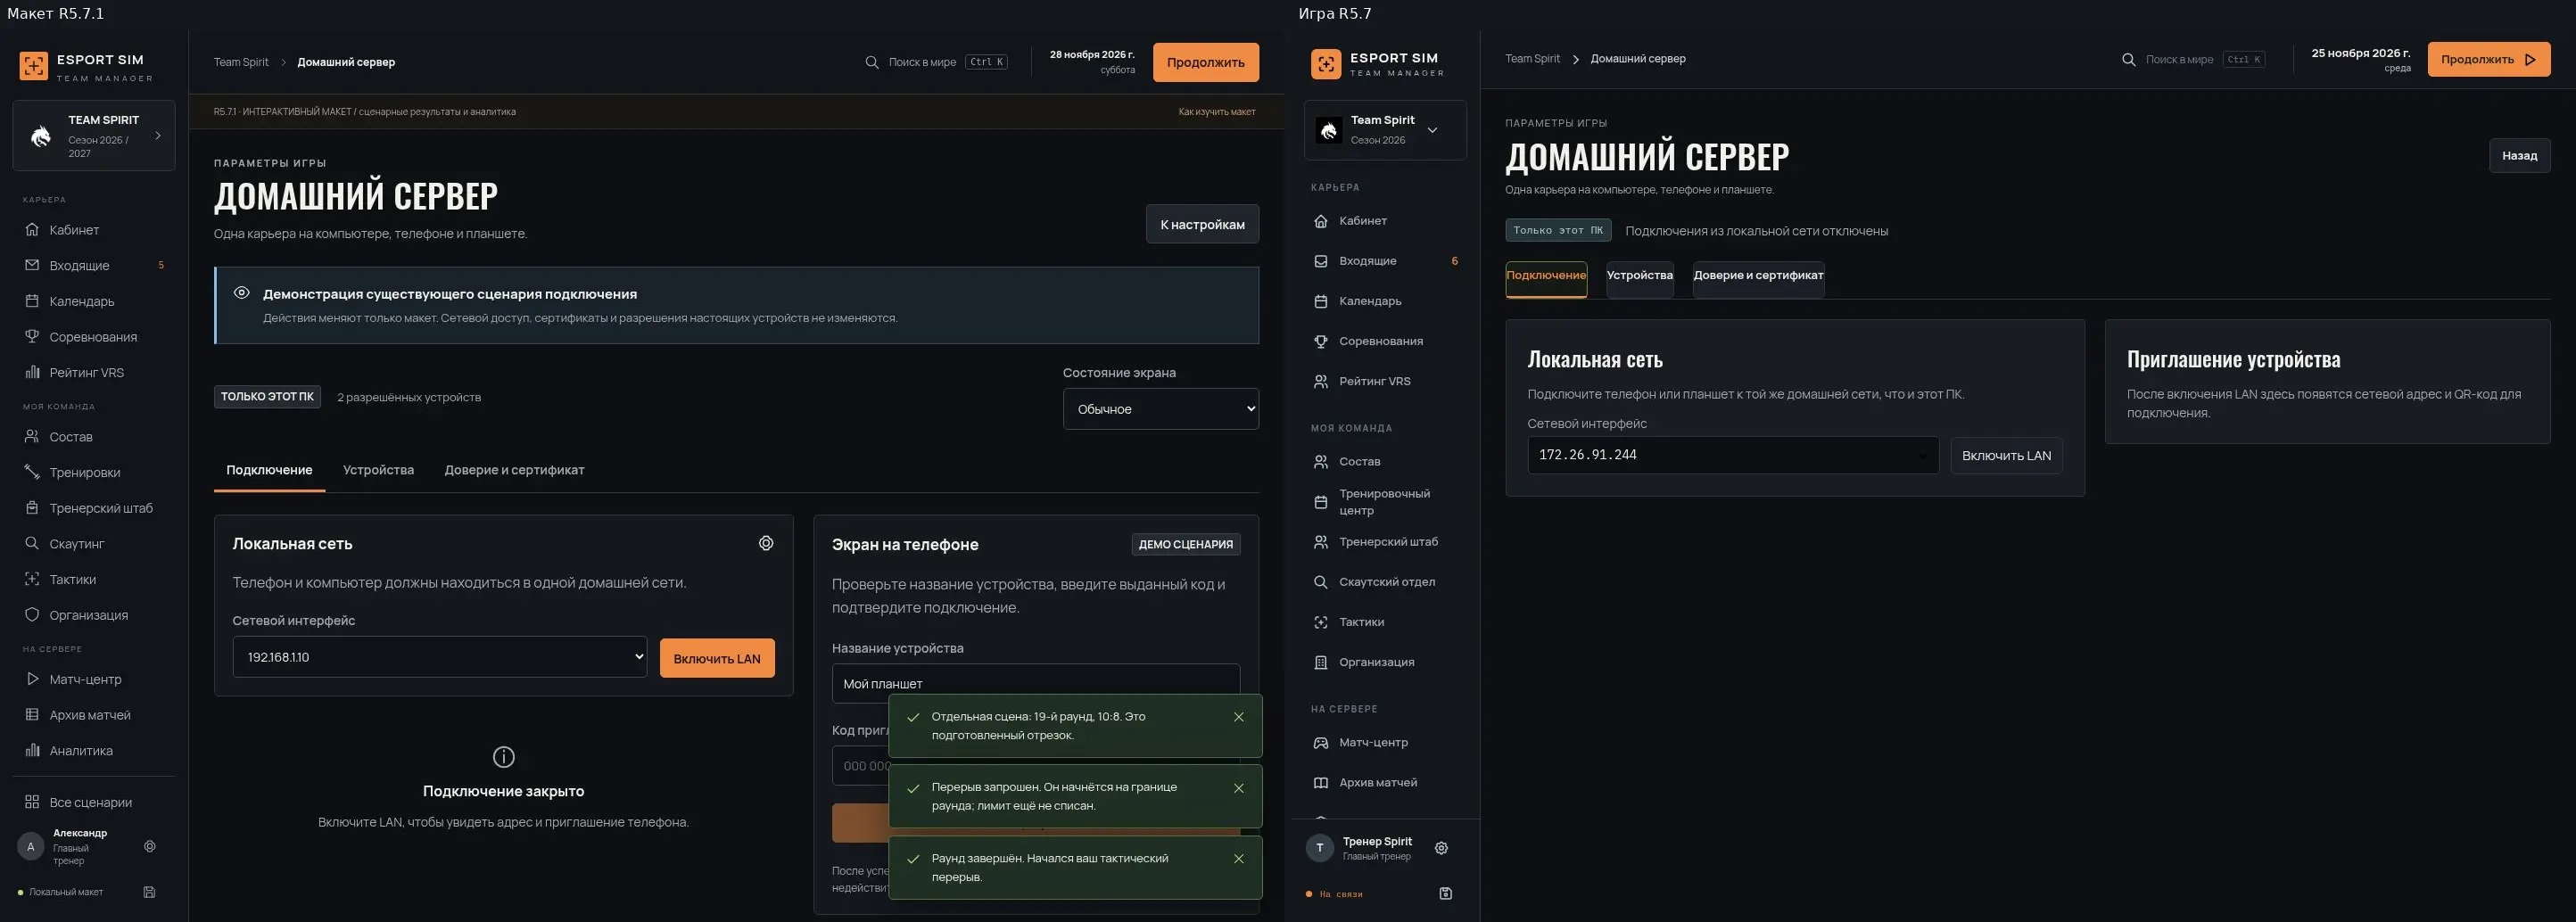 Макет R5.7.1
ESPORT SIM
TEAM MANAGER
TEAM SPIRIT
Сезон 2026 /
2027
КАРЬЕРА
Кабинет
Входящие 5
Календарь
Соревнования
Рейтинг VRS
МОЯ КОМАНДА
Состав
Тренировки
Тренерский штаб
Скаутинг
Тактики
Организация
НА СЕРВЕРЕ
Матч-центр
Архив матчей
Аналитика
Все сценарии
А
Александр
Главный
тренер
Локальный макет
Team Spirit > Домашний сервер
Поиск в мире Ctrl K
28 ноября 2026 г.
суббота
Продолжить
R5.7.1 · ИНТЕРАКТИВНЫЙ МАКЕТ / сценарные результаты и аналитика
Как изучить макет
ПАРАМЕТРЫ ИГРЫ
ДОМАШНИЙ СЕРВЕР
Одна карьера на компьютере, телефоне и планшете.
К настройкам
Демонстрация существующего сценария подключения
Действия меняют только макет. Сетевой доступ, сертификаты и разрешения настоящих устройств не изменяются.
ТОЛЬКО ЭТОТ ПК 2 разрешённых устройств
Состояние экрана
Обычное
Подключение Устройства Доверие и сертификат
Локальная сеть
Телефон и компьютер должны находиться в одной домашней сети.
Сетевой интерфейс
192.168.1.10
Включить LAN
Подключение закрыто
Включите LAN, чтобы увидеть адрес и приглашение телефона.
Экран на телефоне
ДЕМО СЦЕНАРИЯ
Проверьте название устройства, введите выданный код и
подтвердите подключение.
Название устройства
Мой планшет
Код приг
000 000
После успе
недействит
Отдельная сцена: 19-й раунд, 10:8. Это
подготовленный отрезок.
Перерыв запрошен. Он начнётся на границе
раунда; лимит ещё не списан.
Раунд завершён. Начался ваш тактический
перерыв.
Игра R5.7
ESPORT SIM
TEAM MANAGER
Team Spirit
Сезон 2026
КАРЬЕРА
Кабинет
Входящие 6
Календарь
Соревнования
Рейтинг VRS
МОЯ КОМАНДА
Состав
Тренировочный
центр
Тренерский штаб
Скаутский отдел
Тактики
Организация
НА СЕРВЕРЕ
Матч-центр
Архив матчей
Т
Тренер Spirit
Главный тренер
На связи
Team Spirit > Домашний сервер
Поиск в мире Ctrl K
25 ноября 2026 г.
среда
Продолжить
ПАРАМЕТРЫ ИГРЫ
ДОМАШНИЙ СЕРВЕР
Одна карьера на компьютере, телефоне и планшете.
Назад
Только этот ПК Подключения из локальной сети отключены
Подключение Устройства Доверие и сертификат
Локальная сеть
Подключите телефон или планшет к той же домашней сети, что и этот ПК.
Сетевой интерфейс
172.26.91.244
Включить LAN
Приглашение устройства
После включения LAN здесь появятся сетевой адрес и QR-код для
подключения.